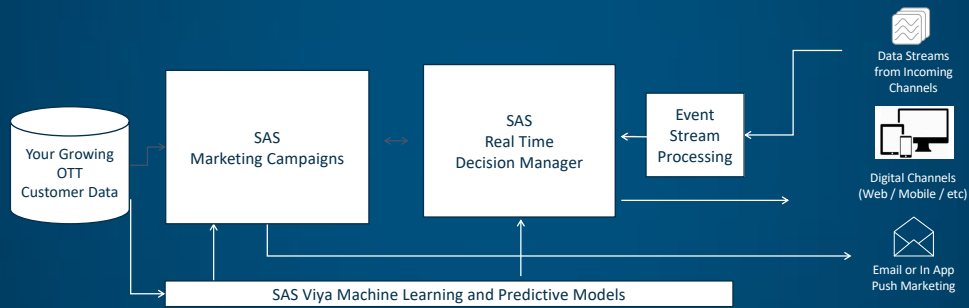 Your Growing
OTT
Customer Data
SAS
Marketing Campaigns
SAS
Real Time
Decision Manager
Event
Stream
Processing
Data Streams
from Incoming
Channels
Digital Channels
(Web / Mobile / etc)
Email or In App
Push Marketing
SAS Viya Machine Learning and Predictive Models